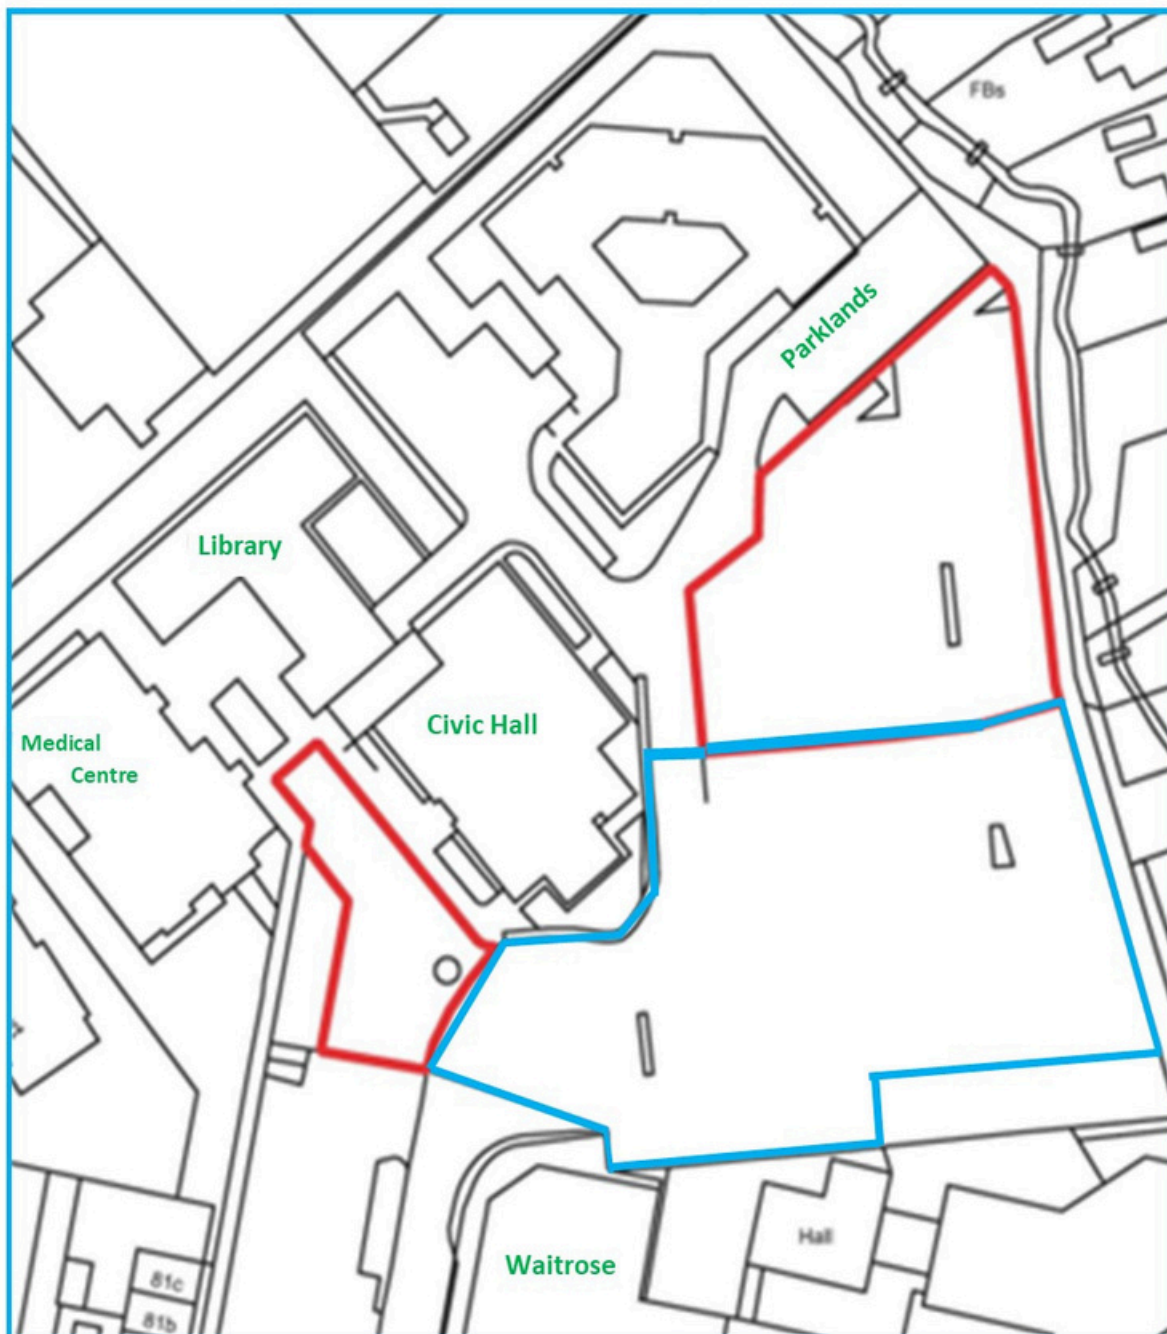 FBs
Parklands
Library
Civic Hall
Medical
Centre
Hall
Waitrose
81c
81b